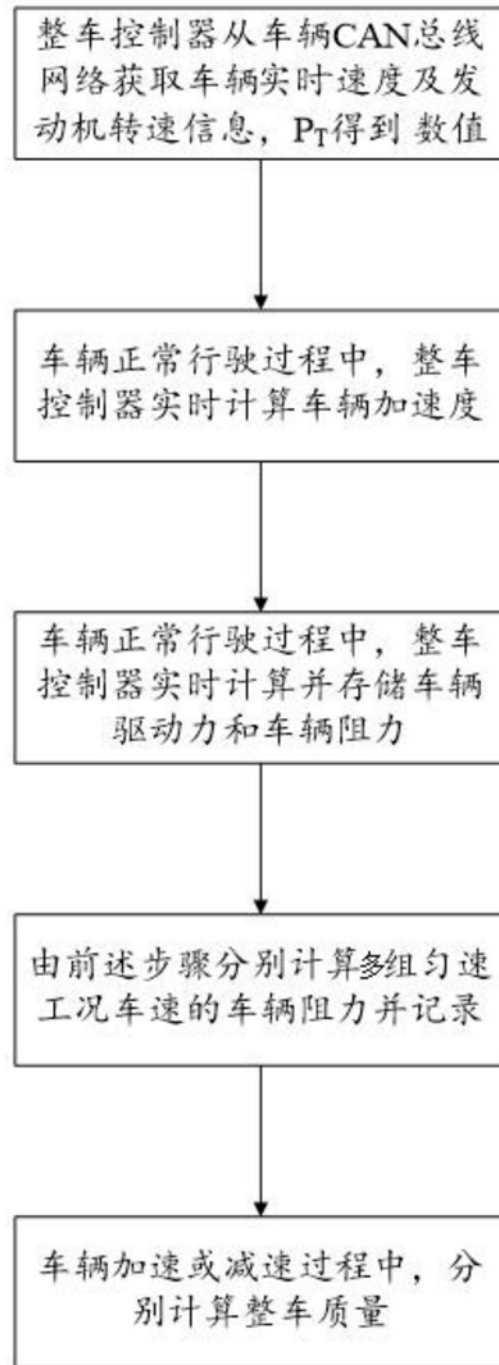 整车控制器从车辆CAN总线
网络获取车辆实时速度及发
动机转速信息，PT得到 数值
车辆正常行驶过程中，整车
控制器实时计算车辆加速度
车辆正常行驶过程中，整车
控制器实时计算并存储车辆
驱动力和车辆阻力
由前述步骤分别计算多组匀速
工况车速的车辆阻力并记录
车辆加速或减速过程中，分
别计算整车质量